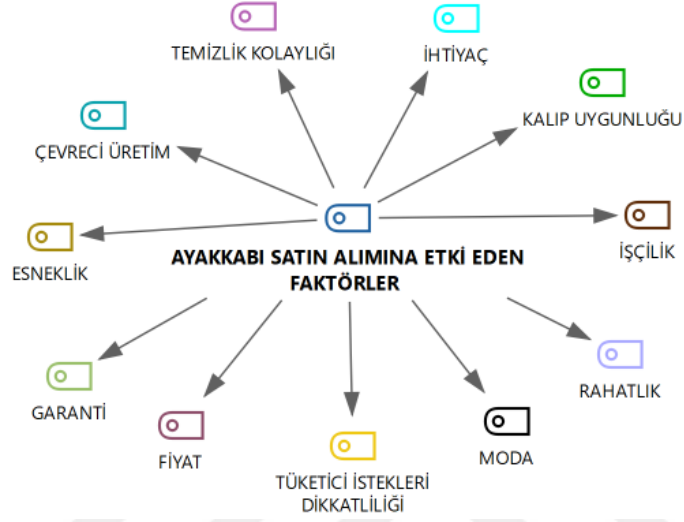 TEMİZLİK KOLAYLIĞI
İHTİYAÇ
KALIP UYGUNLUĞU
ÇEVRECİ ÜRETİM
İŞÇİLİK
AYAKKABI SATIN ALIMINA ETKİ EDEN
FAKTÖRLER
ESNEKLİK
RAHATLIK
GARANTİ
FİYAT
MODA
TÜKETİCİ İSTEKLERİ
DİKKATLİLİĞİ